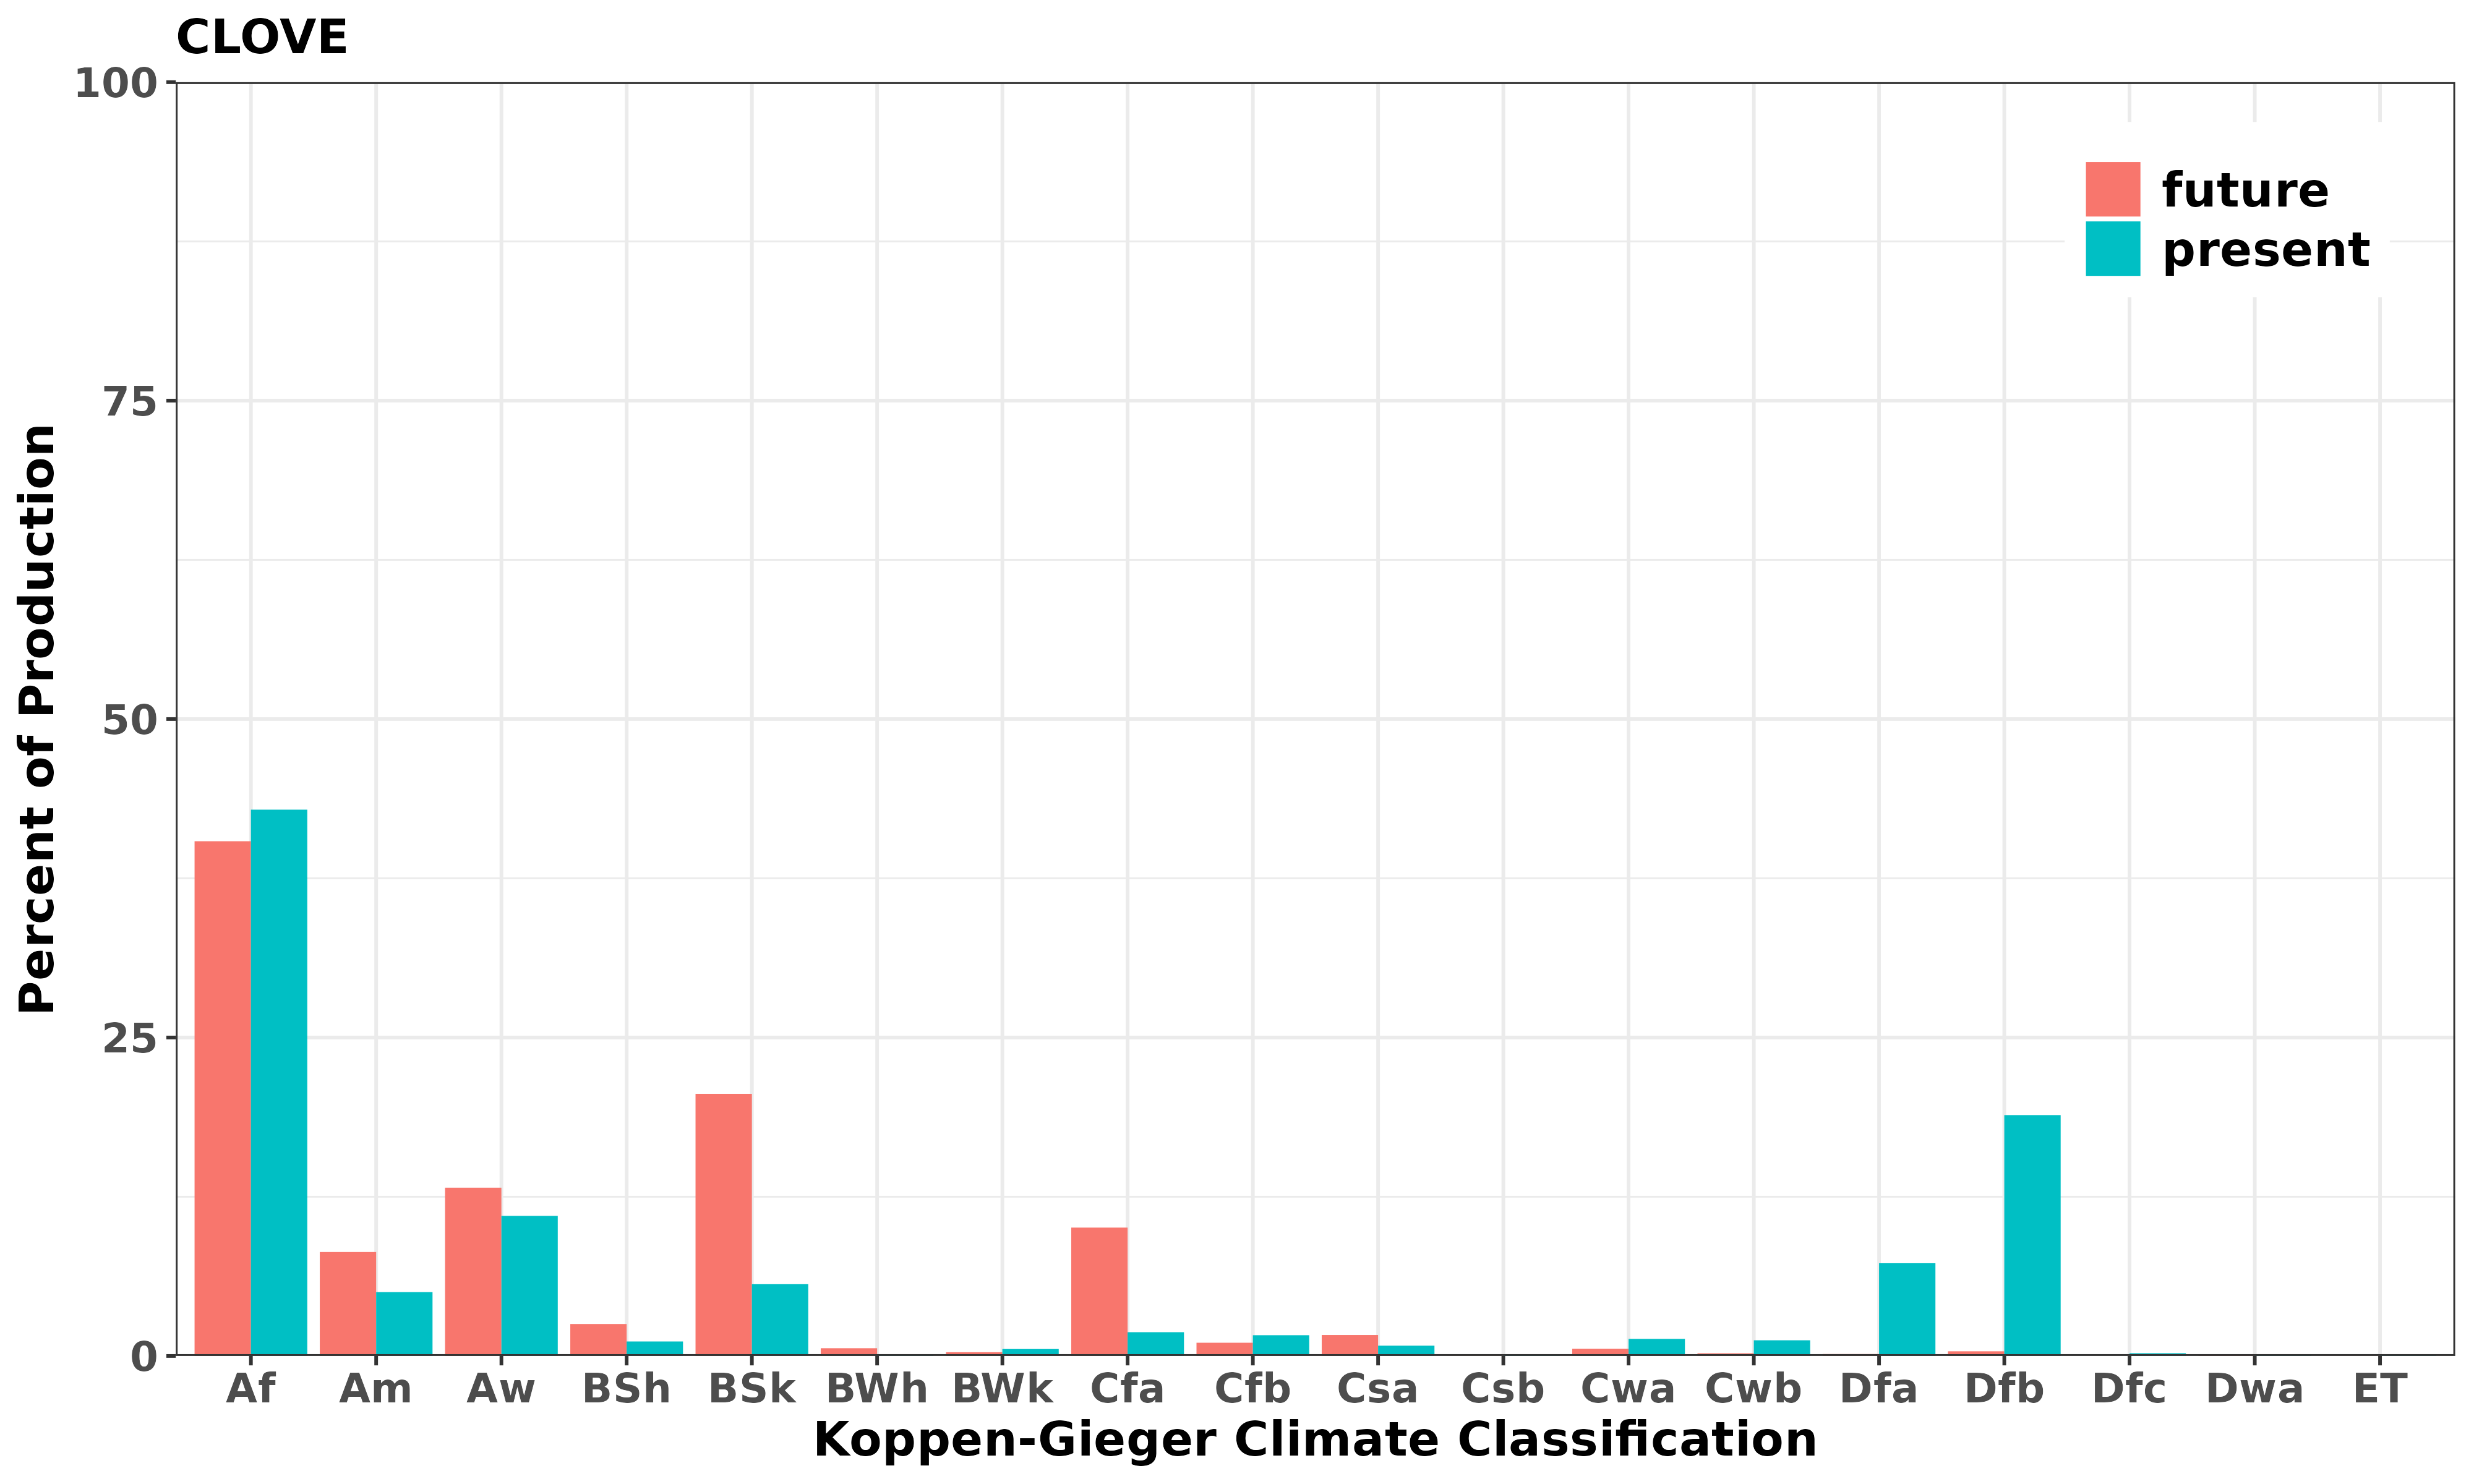 CLOVE
100
75
50
25
0
Percent of Production
future
present
Af Am Aw BSh BSk BWh BWk Cfa Cfb Csa Csb Cwa Cwb Dfa Dfb Dfc Dwa ET
Koppen-Gieger Climate Classification